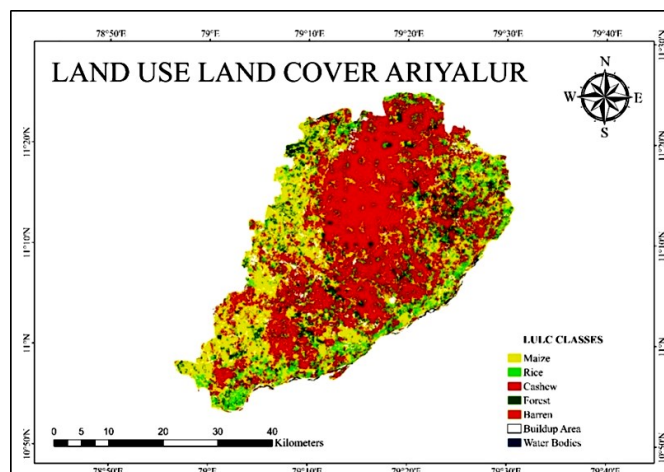 78°50'E 79°E 79°10'E 79°20'E 79°30'E 79°40'E
LAND USE LAND COVER ARIYALUR
N
W E
S
11°20'N
11°10'N
11°N
10°50'N
LULC CLASSES
Maize
Rice
Cashew
Forest
Barren
Buildup Area
Water Bodies
0 5 10 20 30 40
Kilometers
78°50'E 79°E 79°10'E 79°20'E 79°30'E 79°40'E